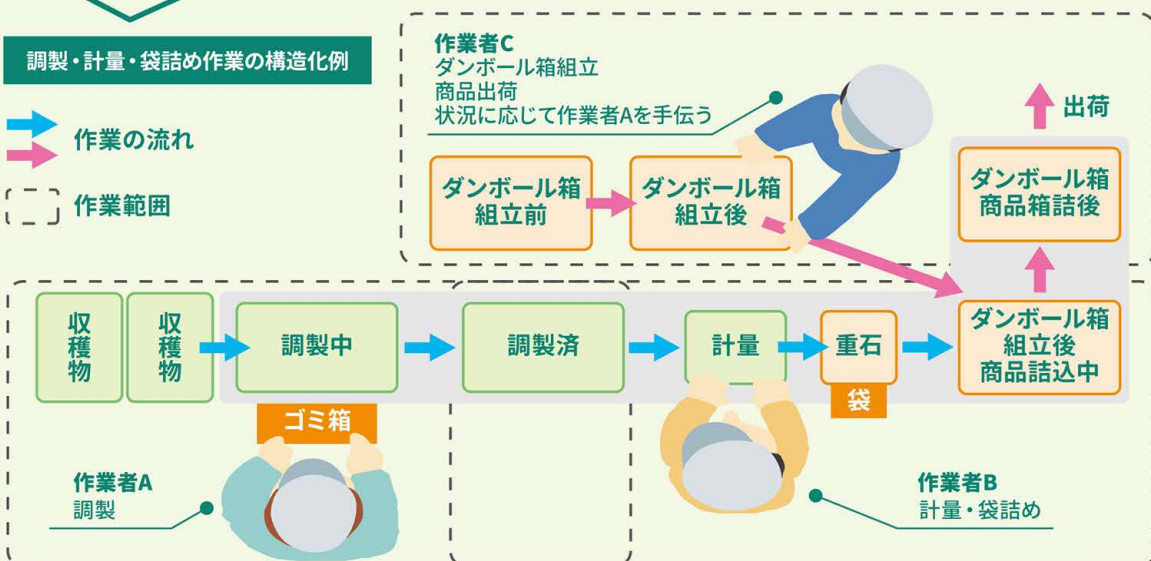 調製・計量・袋詰め作業の構造化例
作業の流れ
作業範囲
作業者C
ダンボール箱組立
商品出荷
状況に応じて作業者Aを手伝う
ダンボール箱
組立前
ダンボール箱
組立後
出荷
ダンボール箱
商品箱詰後
収穫物
収穫物
調製中
調製済
計量
重石
ダンボール箱
組立後
商品詰込中
ゴミ箱
袋
作業者A
調製
作業者B
計量・袋詰め